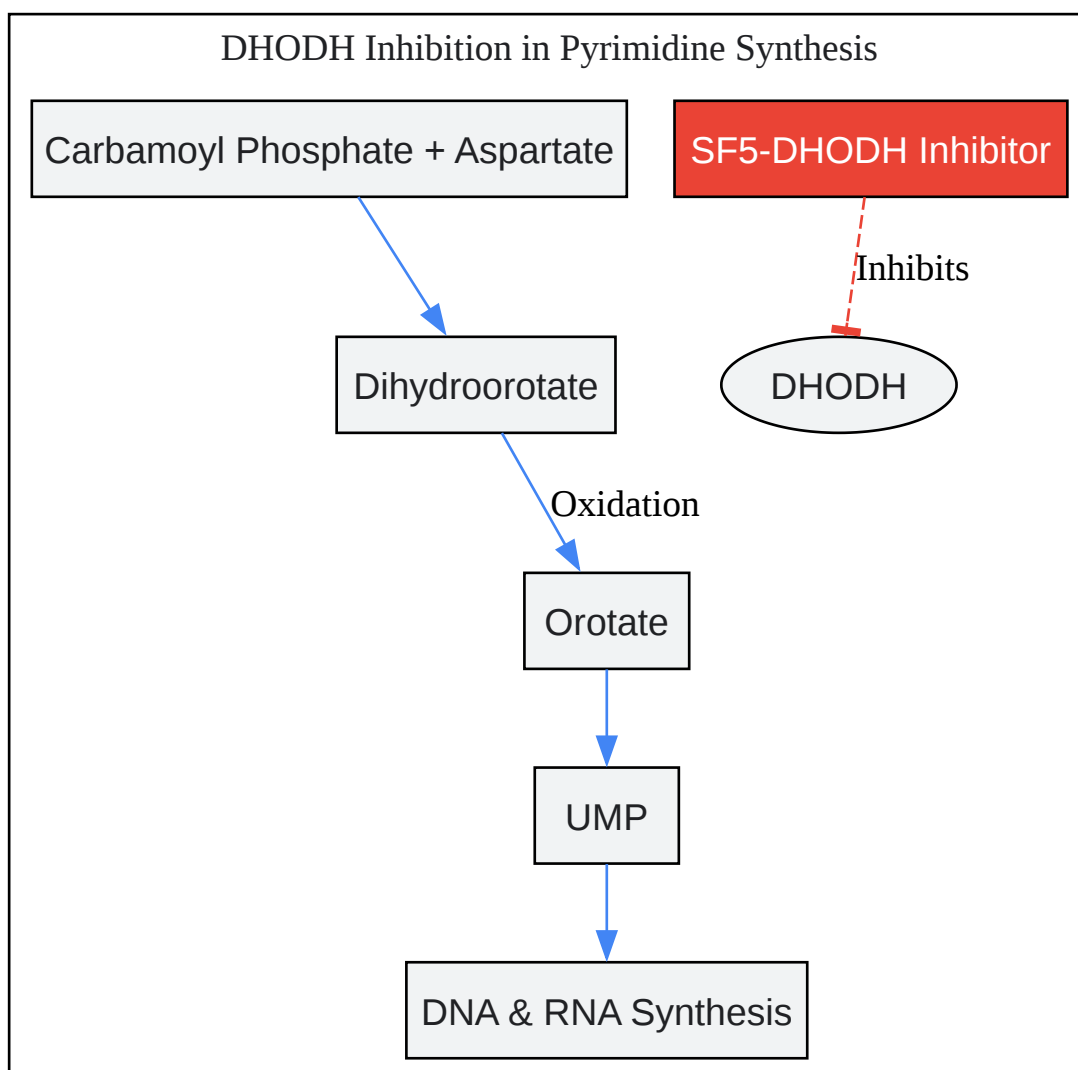 DHODH Inhibition in Pyrimidine Synthesis
Carbamoyl Phosphate + Aspartate
SF5-DHODH Inhibitor
Inhibits
Dihydroorotate
DHODH
Oxidation
Orotate
UMP
DNA & RNA Synthesis